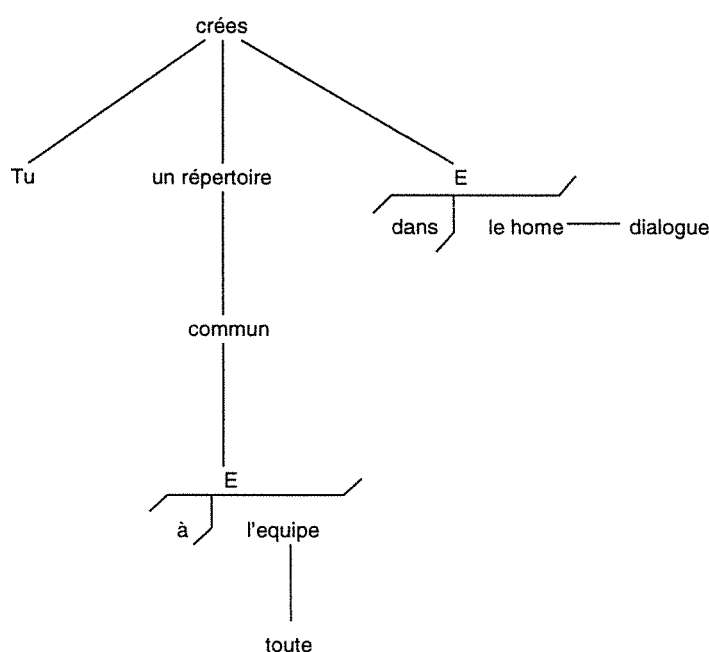 crées
Tu un répertoire E
dans le home dialogue
commun
E
à l'equipe
toute